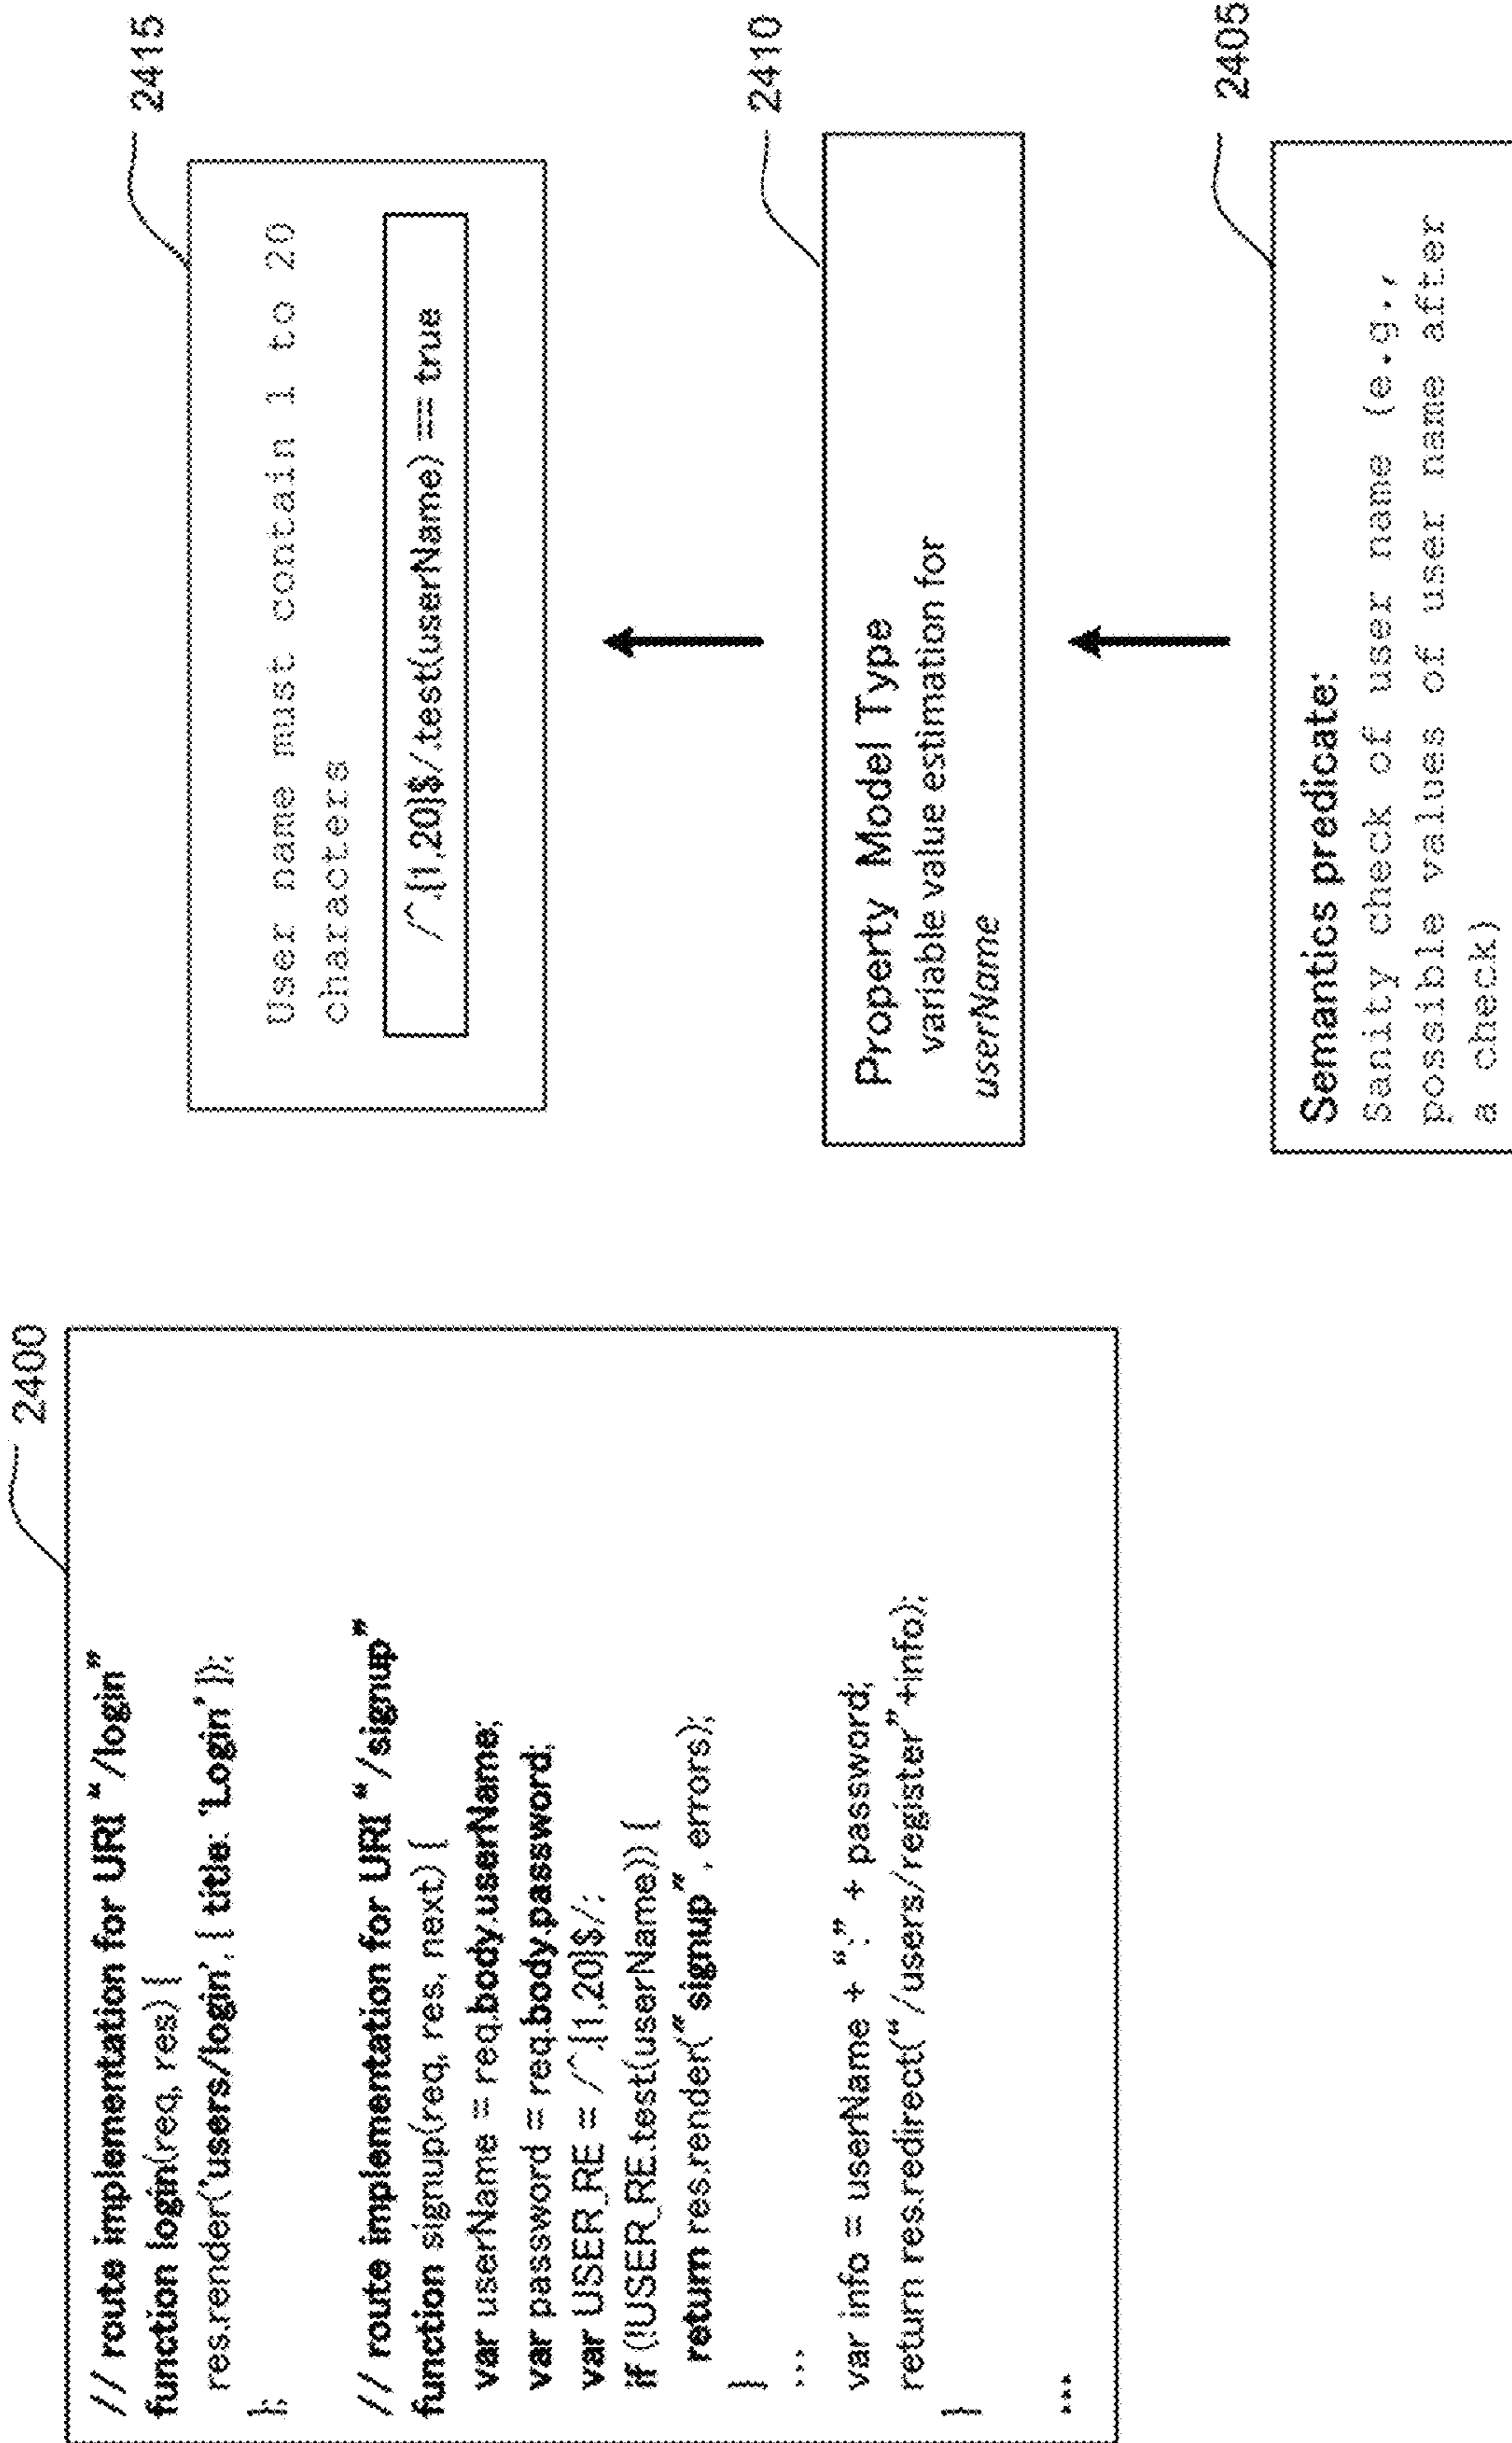 2400
// route implementation for URI “/login”
function login(req, res) {
res.render('users/login', { title: 'Login' });
};
// route implementation for URI “/signup”
function signup(req, res, next) {
var userName = req.body.userName;
var password = req.body.password;
var USER_RE = /^.{1,20}$/;
if (!USER_RE.test(userName)) {
return res.render(“signup”, errors);
}
...
var info = userName + “:” + password;
return res.redirect(“/users/register”+info);
}
...
2415
User name must contain 1 to 20
characters
/^.{1,20}$/.test(userName) == true
2410
Property Model Type
variable value estimation for
userName
2405
Semantics predicate:
Sanity check of user name (e.g.,
possible values of user name after
a check)